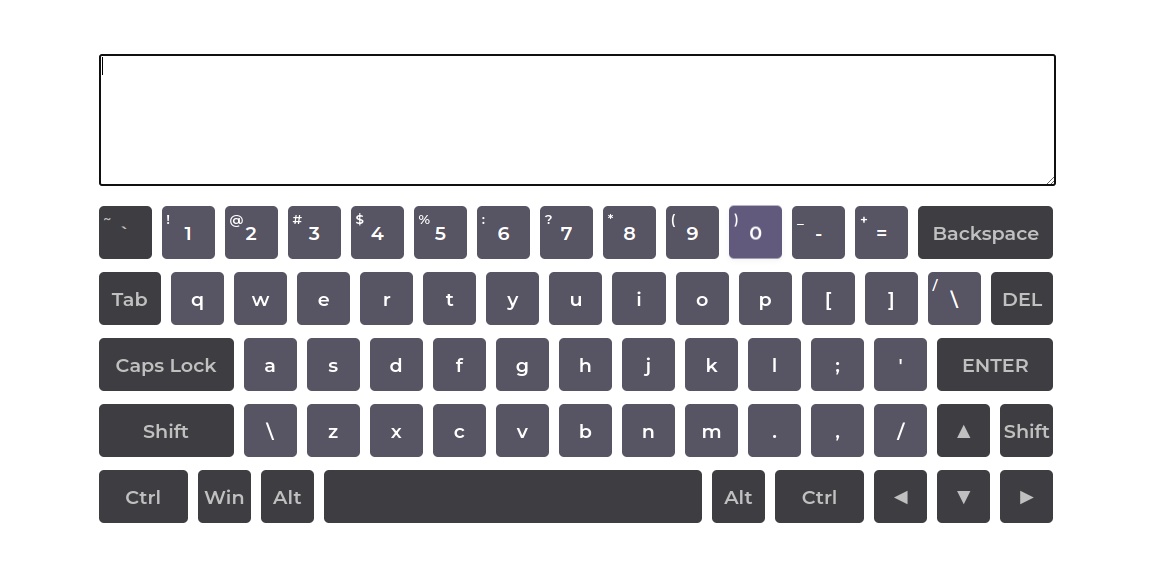 ~ ` ! 1 @ 2 # 3 $ 4 % 5 : 6 ? 7 * 8 ( 9 ) 0 _ - + = Backspace
Tab q w e r t y u i o p [ ] / \ DEL
Caps Lock a s d f g h j k l ; ' ENTER
Shift \ z x c v b n m . , / ▲ Shift
Ctrl Win Alt Alt Ctrl ◄ ▼ ►